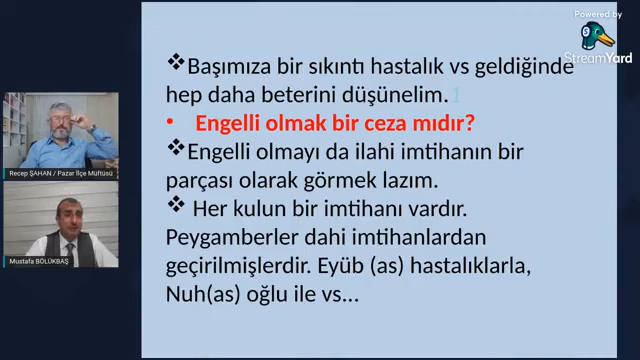 Powered by
StreamYard
❖Başımıza bir sıkıntı hastalık vs geldiğinde
hep daha beterini düşünelim.1
• Engelli olmak bir ceza mıdır?
❖Engelli olmayı da ilahi imtihanın bir
parçası olarak görmek lazım.
❖ Her kulun bir imtihanı vardır.
Peygamberler dahi imtihanlardan
geçirilmişlerdir. Eyüb (as) hastalıklarla,
Nuh(as) oğlu ile vs...
Recep ŞAHAN / Pazar İlçe Müftüsü
Mustafa BÖLÜKBAŞ